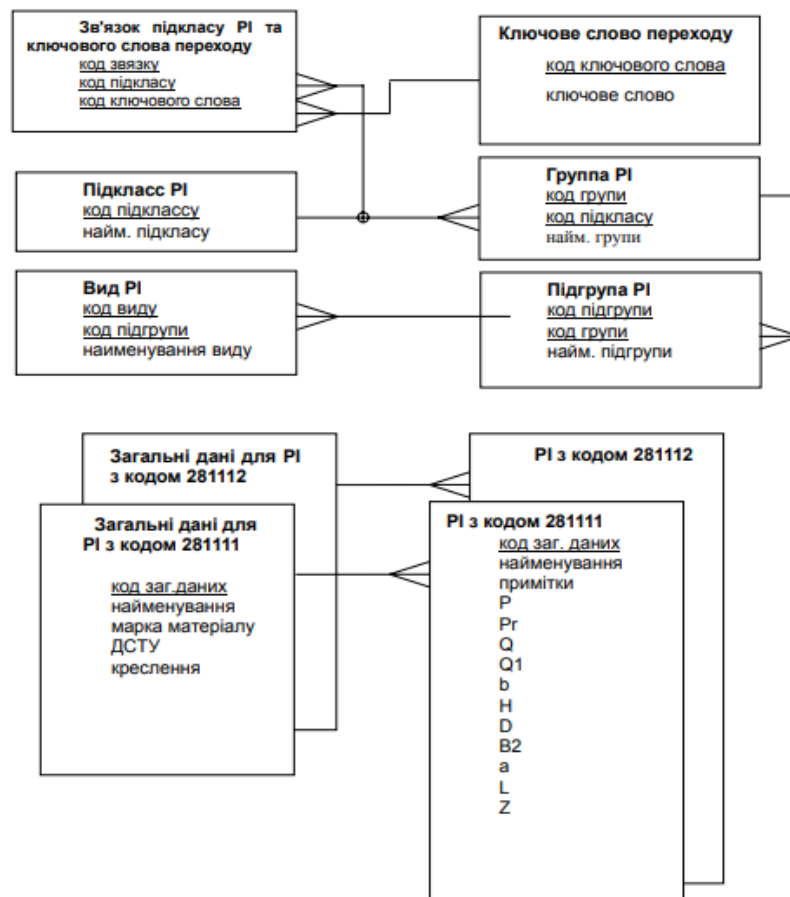 Зв'язок підкласу РІ та
ключового слова переходу
код звязку
код підкласу
код ключового слова
Ключове слово переходу
код ключового слова
ключове слово
Підкласс РІ
код підклассу
найм. підкласу
Группа РІ
код групи
код підкласу
найм. групи
Вид РІ
код виду
код підгрупи
наименування виду
Підгрупа РІ
код підгрупи
код групи
найм. підгрупи
Загальні дані для РІ
з кодом 281112
РІ з кодом 281112
Загальні дані для
РІ з кодом 281111
код заг.даних
найменування
марка матеріалу
ДСТУ
креслення
РІ з кодом 281111
код заг. даних
найменування
примітки
P
Pr
Q
Q1
b
H
D
B2
a
L
Z